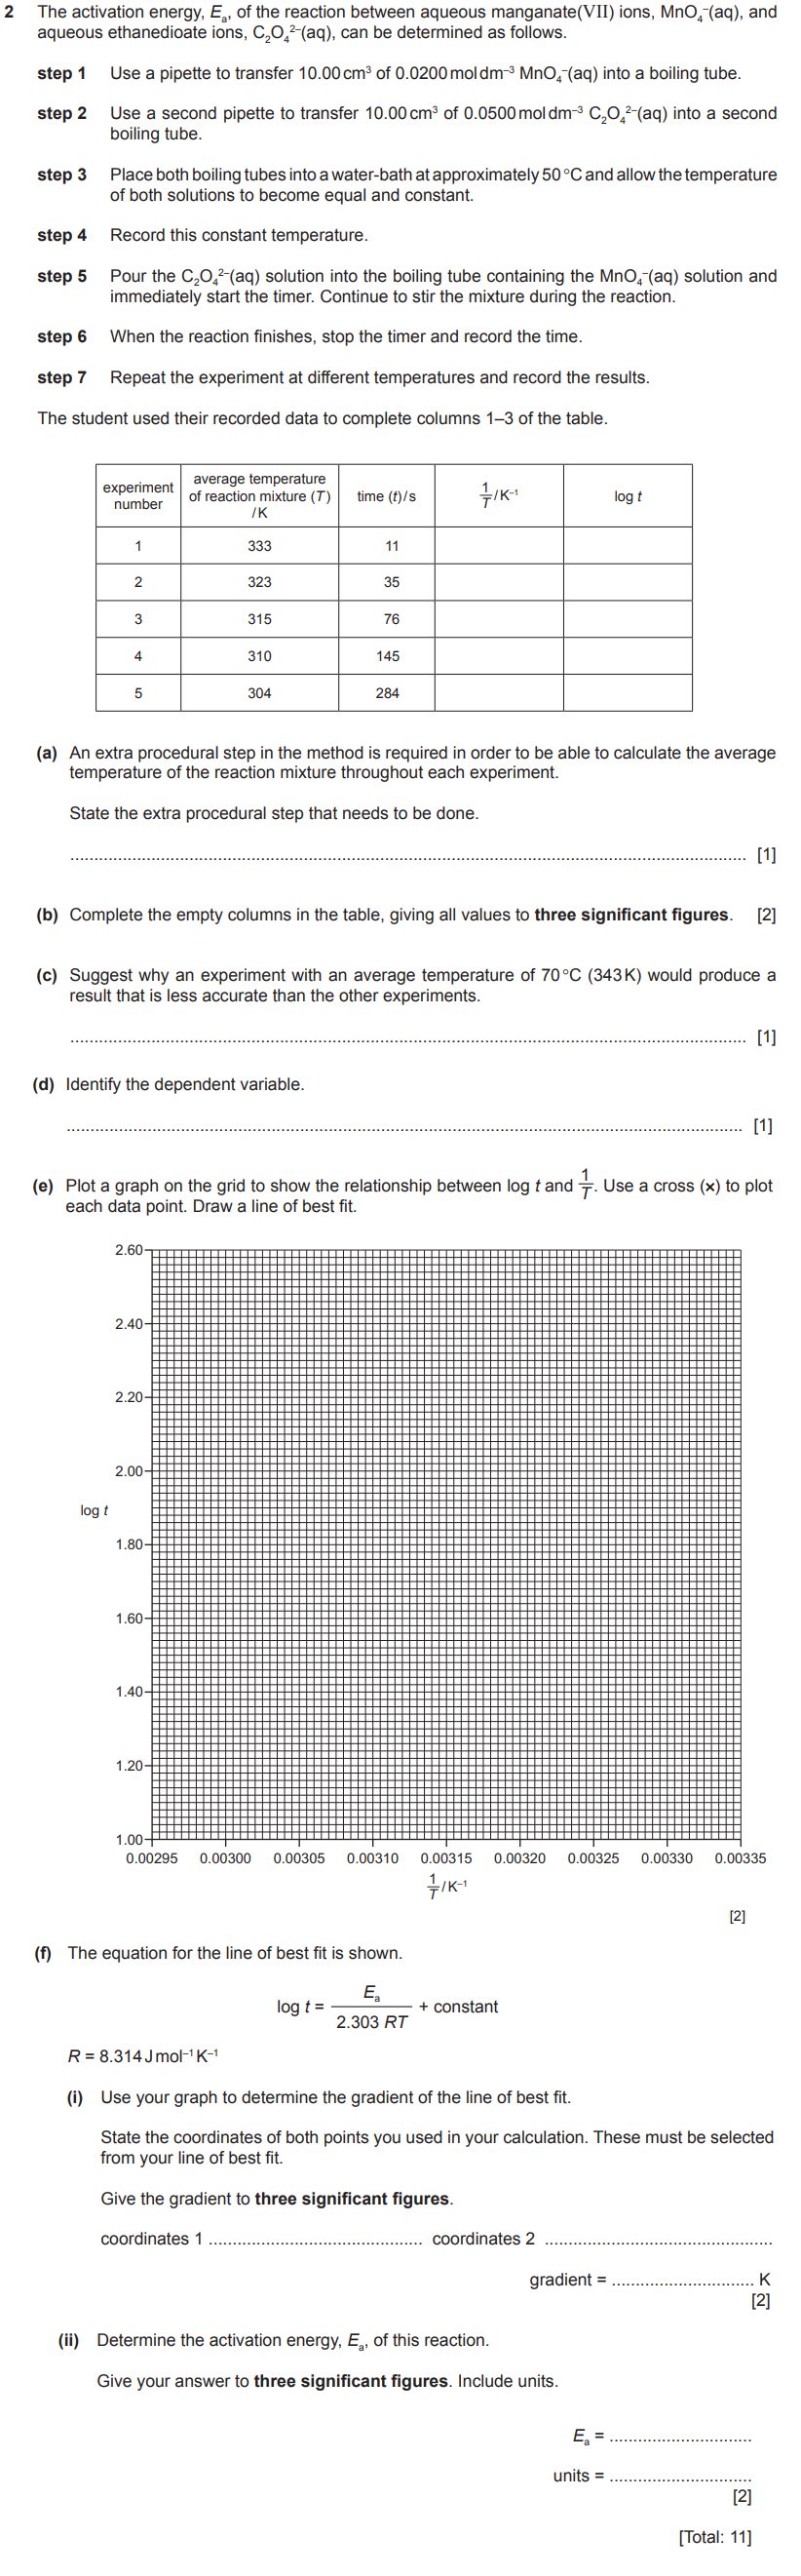 2 The activation energy, Eₐ, of the reaction between aqueous manganate(VII) ions, MnO₄⁻(aq), and
aqueous ethanedioate ions, C₂O₄²⁻(aq), can be determined as follows.
step 1 Use a pipette to transfer 10.00 cm³ of 0.0200 mol dm⁻³ MnO₄⁻(aq) into a boiling tube.
step 2 Use a second pipette to transfer 10.00 cm³ of 0.0500 mol dm⁻³ C₂O₄²⁻(aq) into a second
boiling tube.
step 3 Place both boiling tubes into a water-bath at approximately 50 °C and allow the temperature
of both solutions to become equal and constant.
step 4 Record this constant temperature.
step 5 Pour the C₂O₄²⁻(aq) solution into the boiling tube containing the MnO₄⁻(aq) solution and
immediately start the timer. Continue to stir the mixture during the reaction.
step 6 When the reaction finishes, stop the timer and record the time.
step 7 Repeat the experiment at different temperatures and record the results.
The student used their recorded data to complete columns 1–3 of the table.
experiment number average temperature of reaction mixture (T) /K time (t)/s 1/T /K⁻¹ log t
1 333 11
2 323 35
3 315 76
4 310 145
5 304 284
(a) An extra procedural step in the method is required in order to be able to calculate the average
temperature of the reaction mixture throughout each experiment.
State the extra procedural step that needs to be done.
[1]
(b) Complete the empty columns in the table, giving all values to three significant figures. [2]
(c) Suggest why an experiment with an average temperature of 70 °C (343 K) would produce a
result that is less accurate than the other experiments.
[1]
(d) Identify the dependent variable.
[1]
(e) Plot a graph on the grid to show the relationship between log t and 1/T. Use a cross (×) to plot
each data point. Draw a line of best fit.
2.60
2.40
2.20
2.00
log t
1.80
1.60
1.40
1.20
1.00
0.00295 0.00300 0.00305 0.00310 0.00315 0.00320 0.00325 0.00330 0.00335
1/T /K⁻¹
[2]
(f) The equation for the line of best fit is shown.
log t = Eₐ / 2.303 RT + constant
R = 8.314 J mol⁻¹ K⁻¹
(i) Use your graph to determine the gradient of the line of best fit.
State the coordinates of both points you used in your calculation. These must be selected
from your line of best fit.
Give the gradient to three significant figures.
coordinates 1 .............................. coordinates 2 ..............................
gradient = .............................. K
[2]
(ii) Determine the activation energy, Eₐ, of this reaction.
Give your answer to three significant figures. Include units.
Eₐ = ..............................
units = ..............................
[2]
[Total: 11]